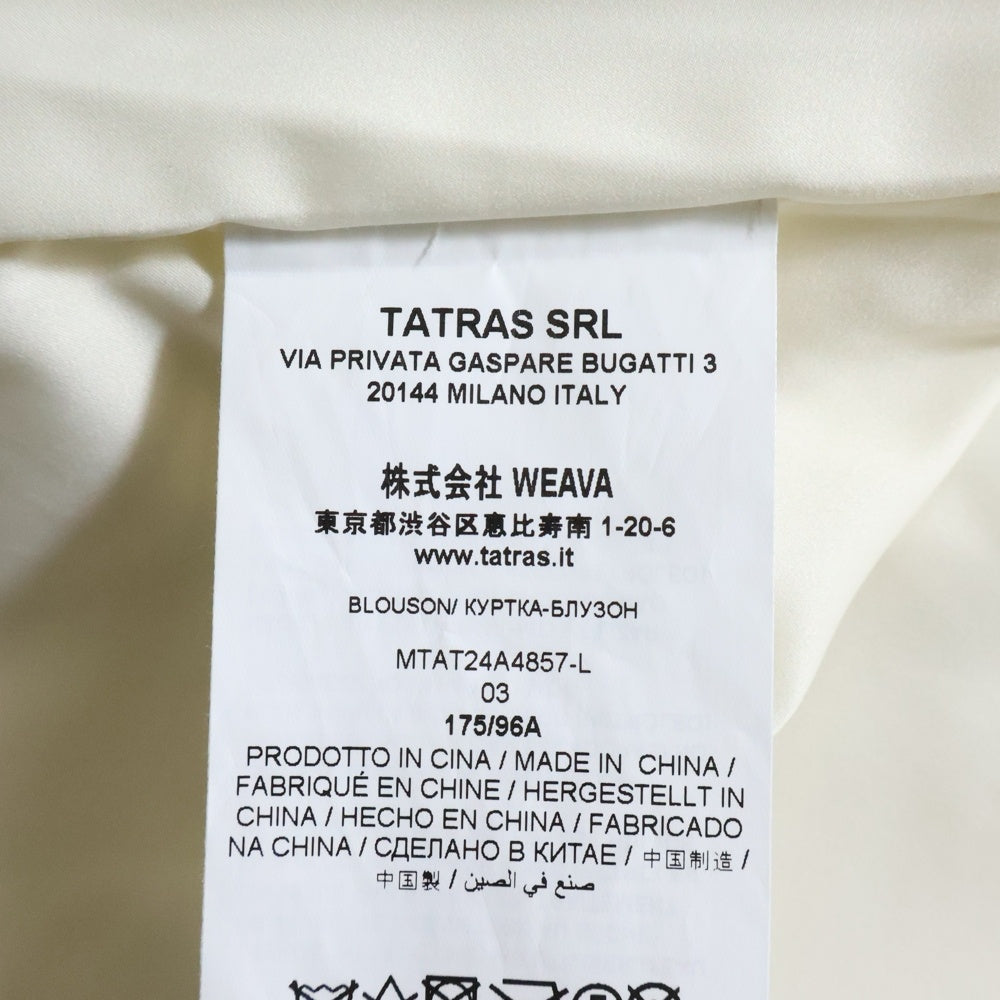 TATRAS SRL
VIA PRIVATA GASPARE BUGATTI 3
20144 MILANO ITALY
株式会社 WEAVA
東京都渋谷区恵比寿南 1-20-6
www.tatras.it
BLOUSON/ КУРТКА-БЛУЗОН
MTAT24A4857-L
03
175/96A
PRODOTTO IN CINA / MADE IN CHINA /
FABRIQUÉ EN CHINE / HERGESTELLT IN
CHINA / HECHO EN CHINA / FABRICADO
NA CHINA / СДЕЛАНО В КИТАЕ / 中国制造 /
中国製 / صنع في الصين